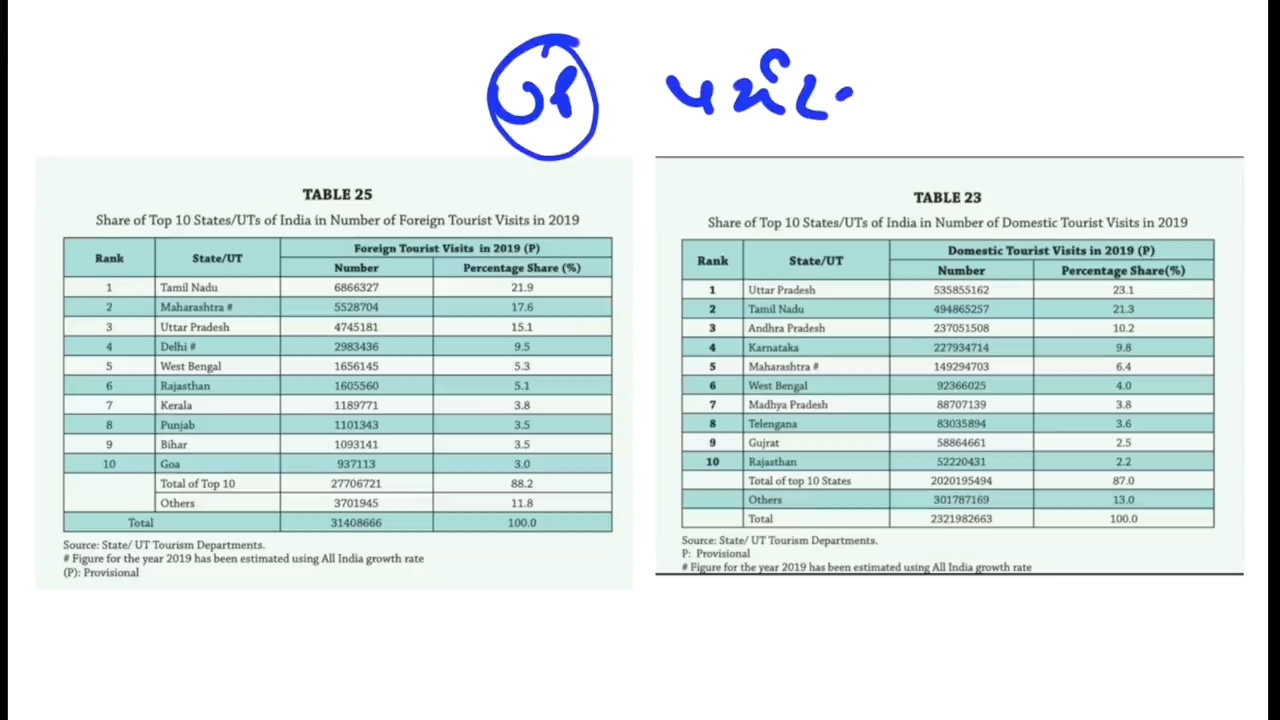 TABLE 25
Share of Top 10 States/UTs of India in Number of Foreign Tourist Visits in 2019
Rank State/UT Foreign Tourist Visits in 2019 (P)
Number Percentage Share (%)
1 Tamil Nadu 6866327 21.9
2 Maharashtra # 5528704 17.6
3 Uttar Pradesh 4745181 15.1
4 Delhi # 2983436 9.5
5 West Bengal 1656145 5.3
6 Rajasthan 1605560 5.1
7 Kerala 1189771 3.8
8 Punjab 1101343 3.5
9 Bihar 1093141 3.5
10 Goa 937113 3.0
Total of Top 10 27706721 88.2
Others 3701945 11.8
Total 31408666 100.0
Source: State/ UT Tourism Departments.
# Figure for the year 2019 has been estimated using All India growth rate
(P): Provisional
TABLE 23
Share of Top 10 States/UTs of India in Number of Domestic Tourist Visits in 2019
Rank State/UT Domestic Tourist Visits in 2019 (P)
Number Percentage Share(%)
1 Uttar Pradesh 535855162 23.1
2 Tamil Nadu 494865257 21.3
3 Andhra Pradesh 237051508 10.2
4 Karnataka 227934714 9.8
5 Maharashtra # 149294703 6.4
6 West Bengal 92366025 4.0
7 Madhya Pradesh 88707139 3.8
8 Telengana 83035894 3.6
9 Gujrat 58864661 2.5
10 Rajasthan 52220431 2.2
Total of top 10 States 2020195494 87.0
Others 301787169 13.0
Total 2321982663 100.0
Source: State/ UT Tourism Departments.
P: Provisional
# Figure for the year 2019 has been estimated using All India growth rate